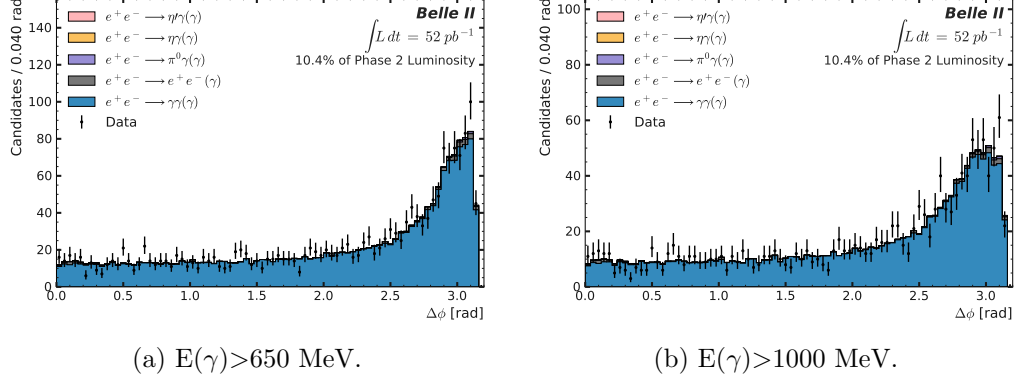 Candidates / 0.040 rad
140
120
100
80
60
40
20
0
e⁺e⁻ ⟶ η′γ(γ)
e⁺e⁻ ⟶ ηγ(γ)
e⁺e⁻ ⟶ π⁰γ(γ)
e⁺e⁻ ⟶ e⁺e⁻(γ)
e⁺e⁻ ⟶ γγ(γ)
Data
Belle II
∫L dt = 52 pb⁻¹
10.4% of Phase 2 Luminosity
0.0 0.5 1.0 1.5 2.0 2.5 3.0
Δϕ [rad]
(a) E(γ)>650 MeV.
Candidates / 0.040 rad
100
80
60
40
20
0
e⁺e⁻ ⟶ η′γ(γ)
e⁺e⁻ ⟶ ηγ(γ)
e⁺e⁻ ⟶ π⁰γ(γ)
e⁺e⁻ ⟶ e⁺e⁻(γ)
e⁺e⁻ ⟶ γγ(γ)
Data
Belle II
∫L dt = 52 pb⁻¹
10.4% of Phase 2 Luminosity
0.0 0.5 1.0 1.5 2.0 2.5 3.0
Δϕ [rad]
(b) E(γ)>1000 MeV.